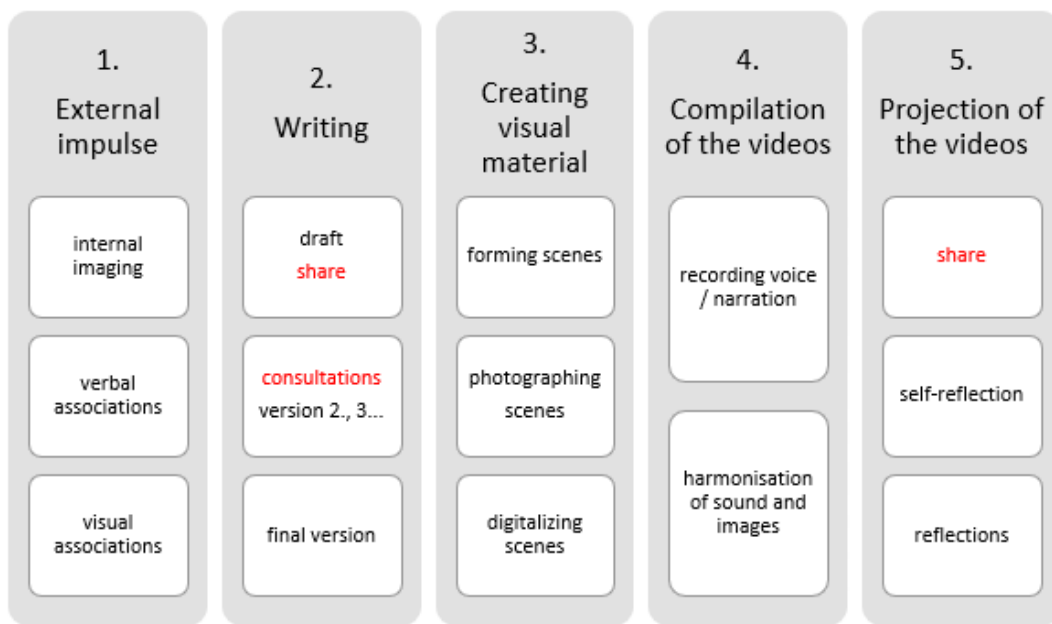 1.
External
impulse
internal
imaging
verbal
associations
visual
associations
2.
Writing
draft
share
consultations
version 2., 3...
final version
3.
Creating
visual
material
forming scenes
photographing
scenes
digitalizing
scenes
4.
Compilation
of the videos
recording voice
/ narration
harmonisation
of sound and
images
5.
Projection of
the videos
share
self-reflection
reflections